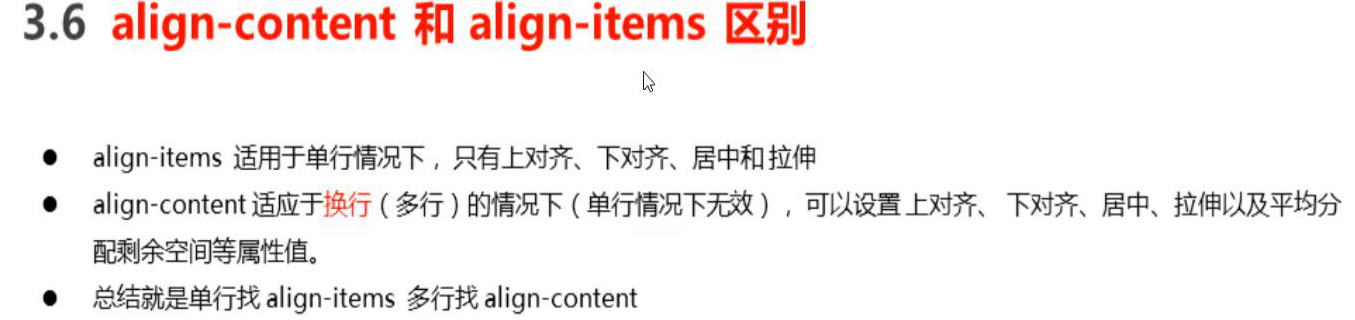 3.6 align-content 和 align-items 区别
● align-items 适用于单行情况下，只有上对齐、下对齐、居中和 拉伸
● align-content 适应于换行（多行）的情况下（单行情况下无效），可以设置 上对齐、 下对齐、居中、拉伸以及平均分
配剩余空间等属性值。
● 总结就是单行找 align-items 多行找 align-content